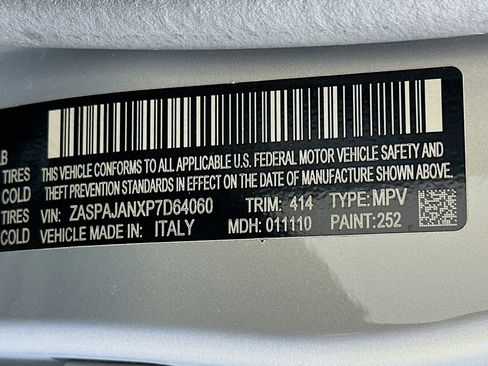 LB
TIRES THIS VEHICLE CONFORMS TO ALL APPLICABLE U.S. FEDERAL MOTOR VEHICLE SAFETY AND
COLD THEFT PREVENTION STANDARDS IN EFFECT ON THE DATE OF MANUFACTURE SHOWN ABOVE.
TIRES VIN: ZASPAJANXP7D64060 TRIM: 414 TYPE: MPV
COLD VEHICLE MADE IN: ITALY MDH: 011110 PAINT:252